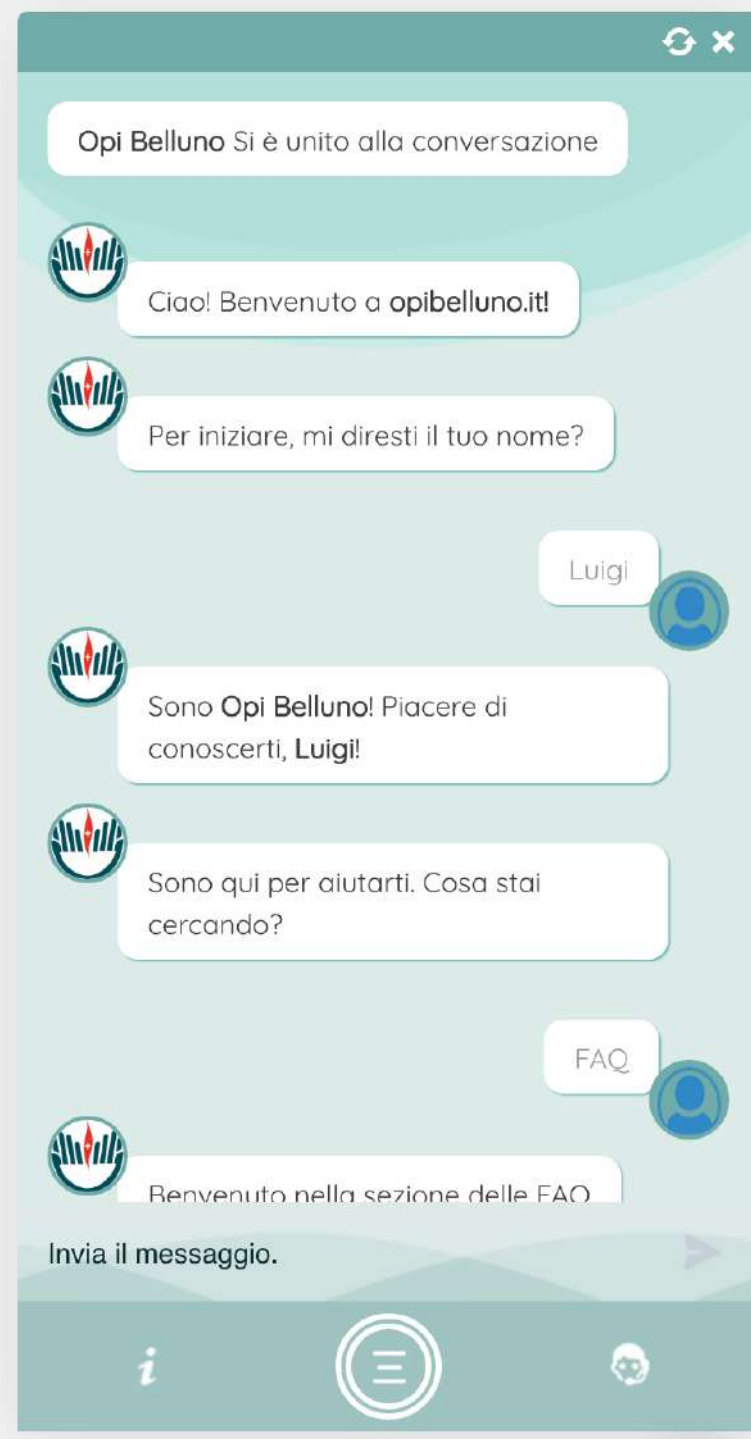 Opi Belluno Si è unito alla conversazione
Ciao! Benvenuto a opibelluno.it!
Per iniziare, mi diresti il tuo nome?
Luigi
Sono Opi Belluno! Piacere di
conoscerti, Luigi!
Sono qui per aiutarti. Cosa stai
cercando?
FAQ
Benvenuto nella sezione delle FAQ
Invia il messaggio.